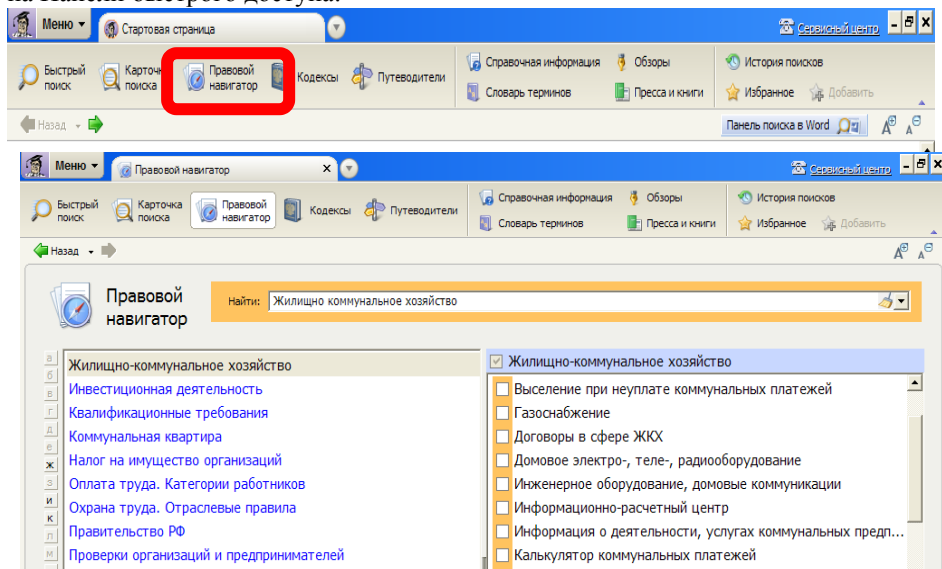 на Панели быстрого доступа.
Меню Стартовая страница Сервисный центр
Быстрый поиск Карточка поиска Правовой навигатор Кодексы Путеводители Справочная информация Обзоры История поисков
Словарь терминов Пресса и книги Избранное Добавить
Назад Панель поиска в Word
Меню Правовой навигатор Сервисный центр
Быстрый поиск Карточка поиска Правовой навигатор Кодексы Путеводители Справочная информация Обзоры История поисков
Словарь терминов Пресса и книги Избранное Добавить
Назад
Правовой навигатор
Найти: Жилищно коммунальное хозяйство
а
б
в
г
д
е
ж
з
и
к
л
м
Жилищно-коммунальное хозяйство
Инвестиционная деятельность
Квалификационные требования
Коммунальная квартира
Налог на имущество организаций
Оплата труда. Категории работников
Охрана труда. Отраслевые правила
Правительство РФ
Проверки организаций и предпринимателей
Жилищно-коммунальное хозяйство
Выселение при неуплате коммунальных платежей
Газоснабжение
Договоры в сфере ЖКХ
Домовое электро-, теле-, радиооборудование
Инженерное оборудование, домовые коммуникации
Информационно-расчетный центр
Информация о деятельности, услугах коммунальных предп...
Калькулятор коммунальных платежей